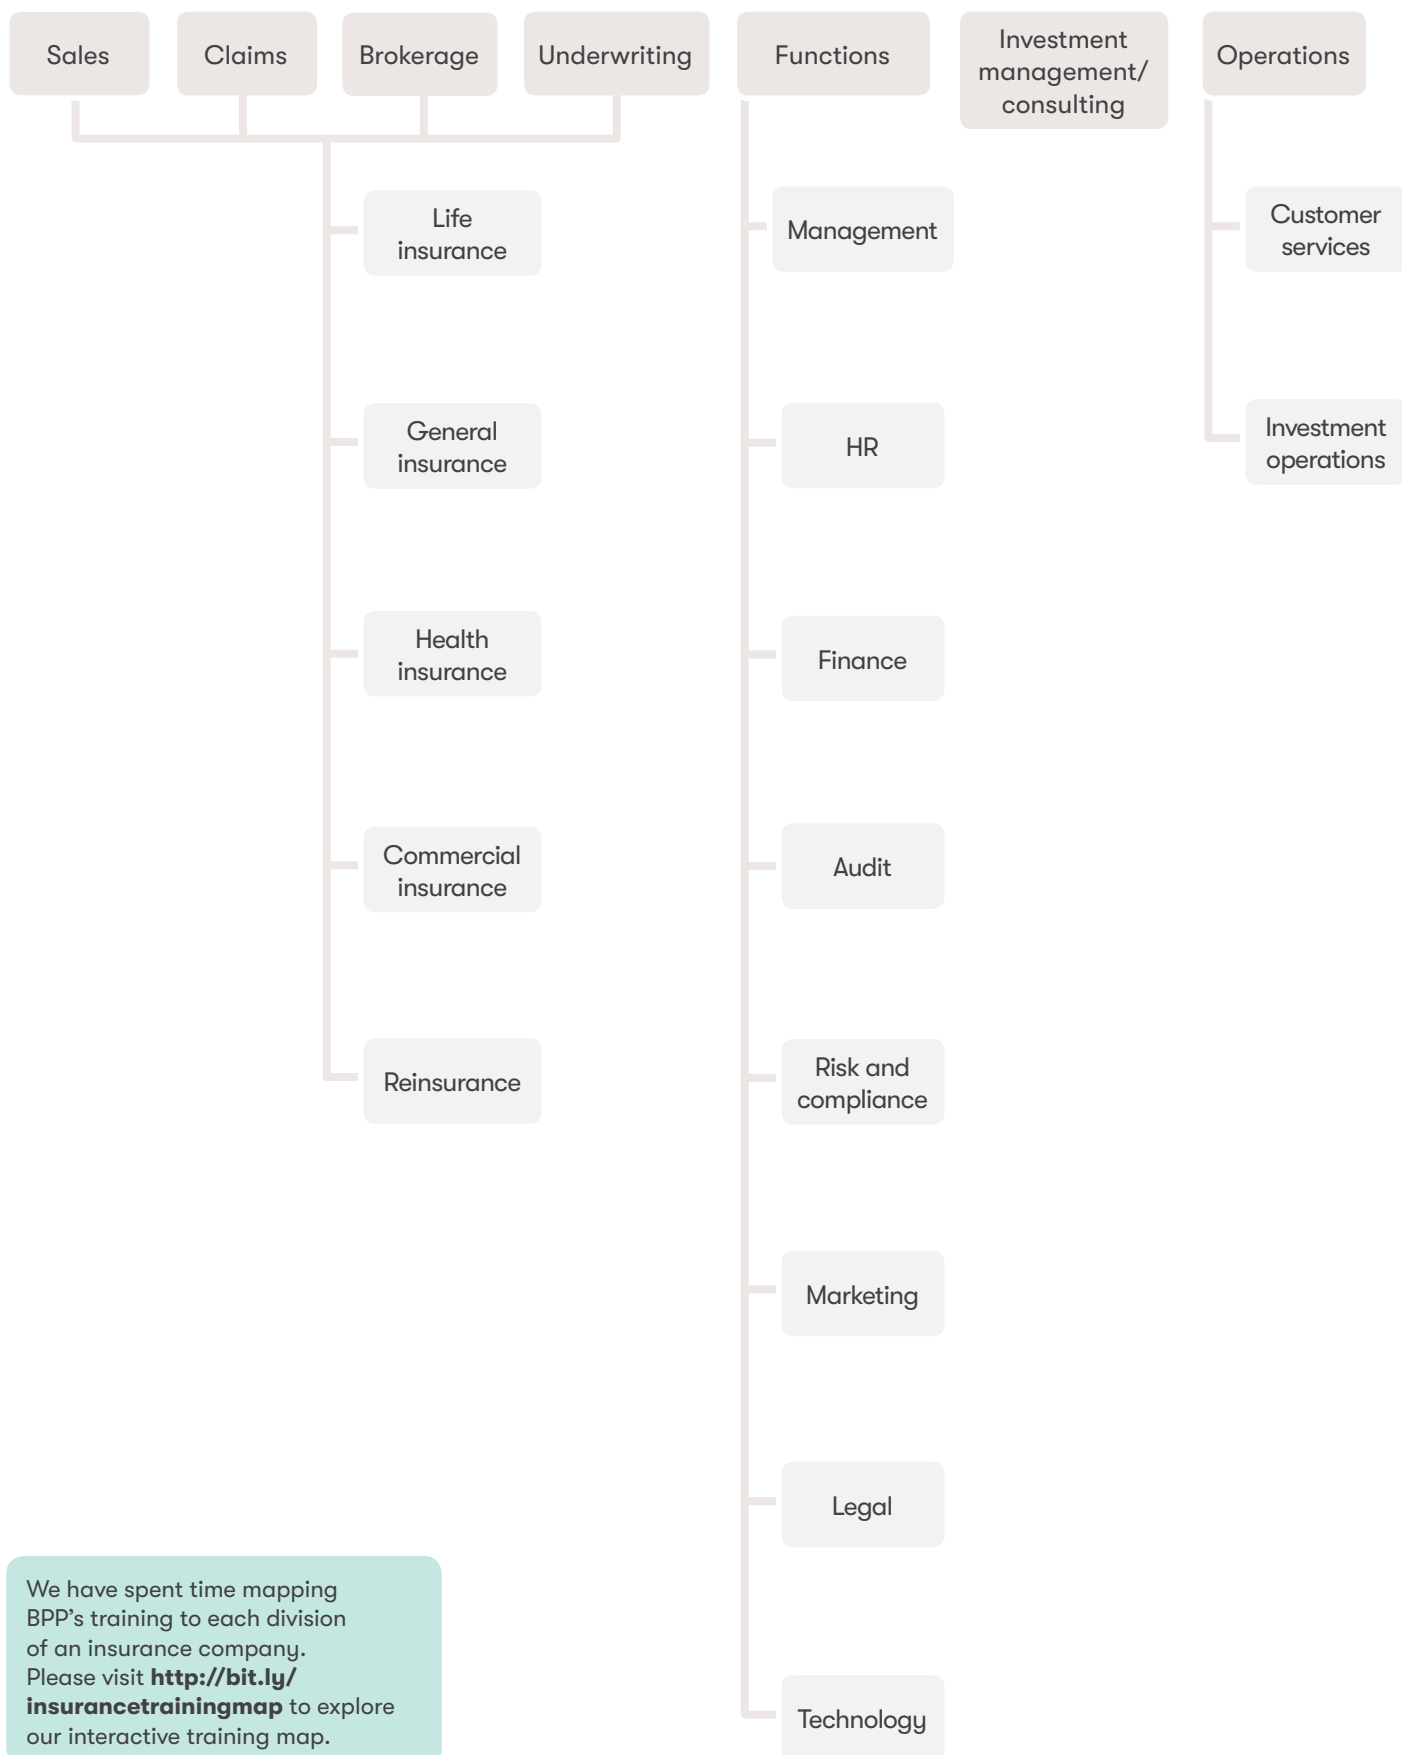 Sales
Claims
Brokerage
Underwriting
Functions
Investment
management/
consulting
Operations
Life
insurance
General
insurance
Health
insurance
Commercial
insurance
Reinsurance
Management
HR
Finance
Audit
Risk and
compliance
Marketing
Legal
Technology
Customer
services
Investment
operations
We have spent time mapping
BPP’s training to each division
of an insurance company.
Please visit http://bit.ly/
insurancetrainingmap to explore
our interactive training map.